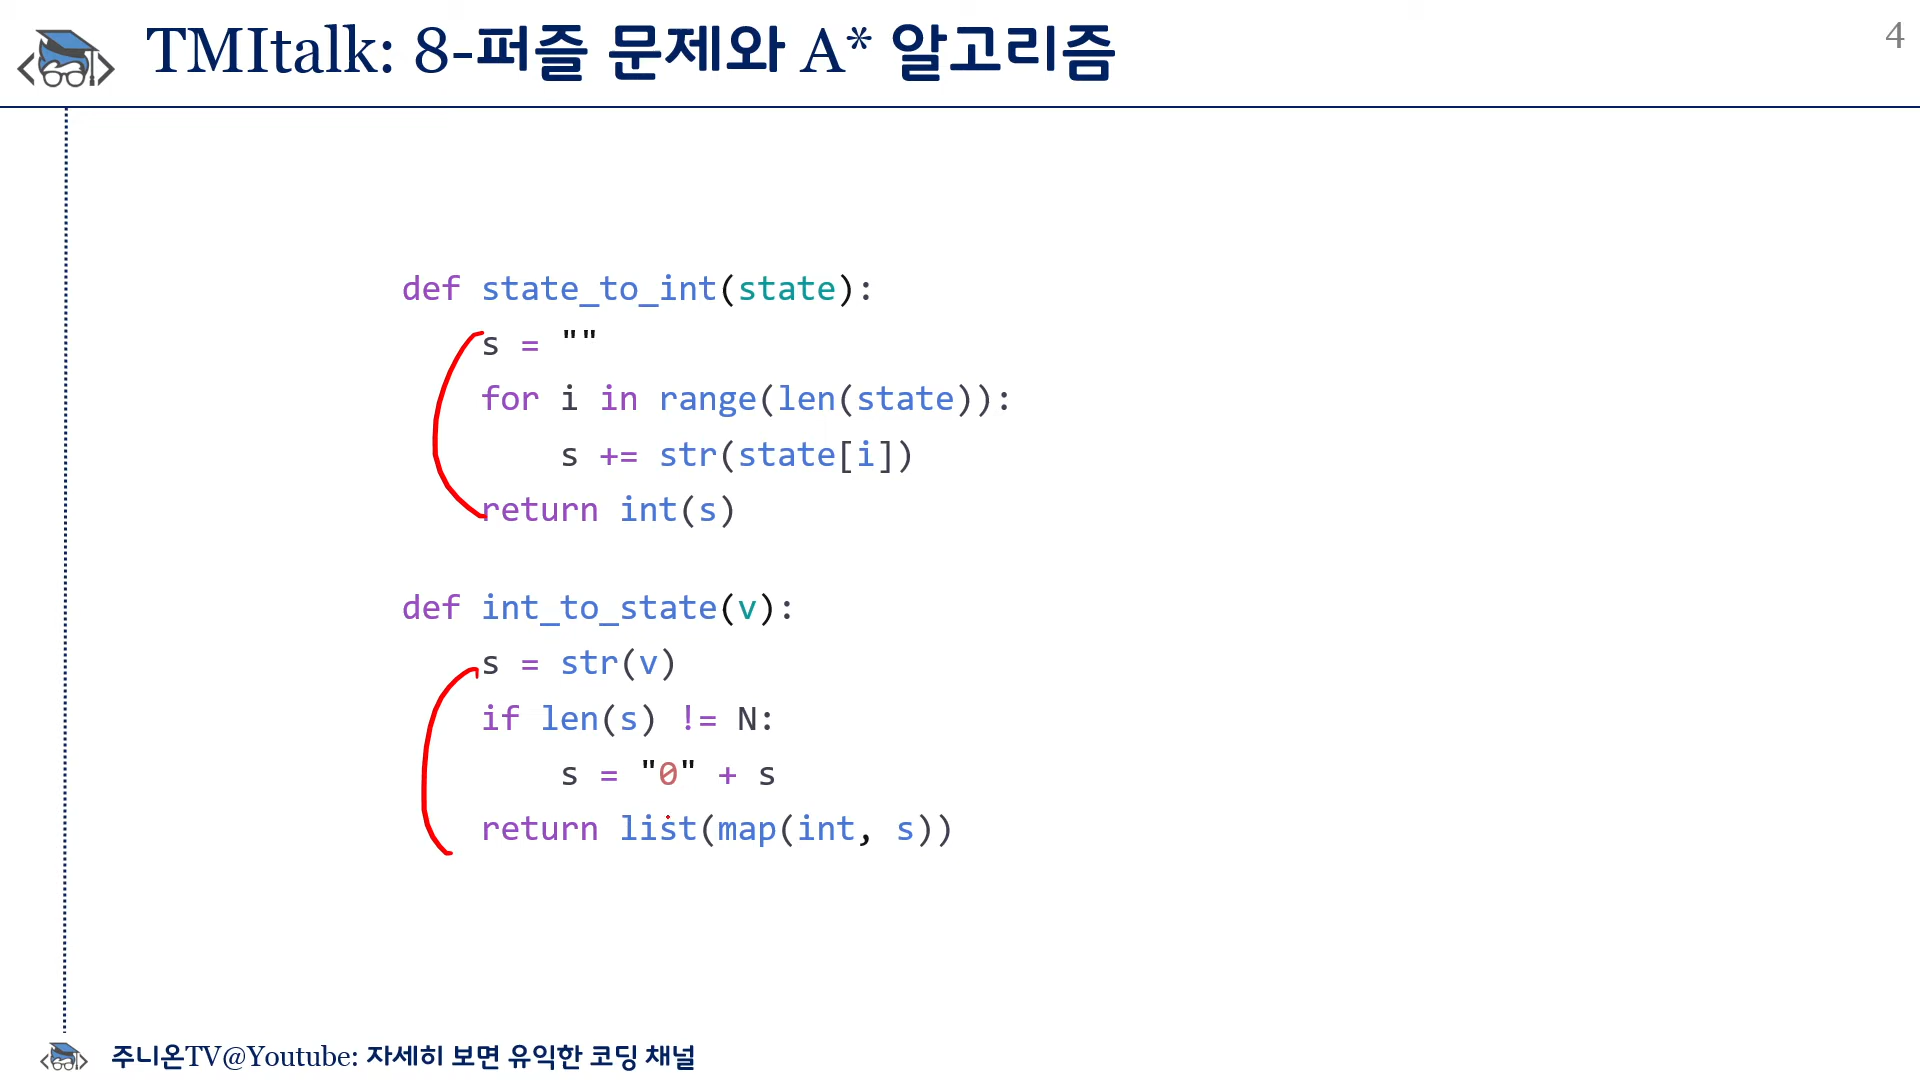 TMItalk: 8-퍼즐 문제와 A* 알고리즘
4
def state_to_int(state):
    s = ""
    for i in range(len(state)):
        s += str(state[i])
    return int(s)
def int_to_state(v):
    s = str(v)
    if len(s) != N:
        s = "0" + s
    return list(map(int, s))
주니온TV@Youtube: 자세히 보면 유익한 코딩 채널